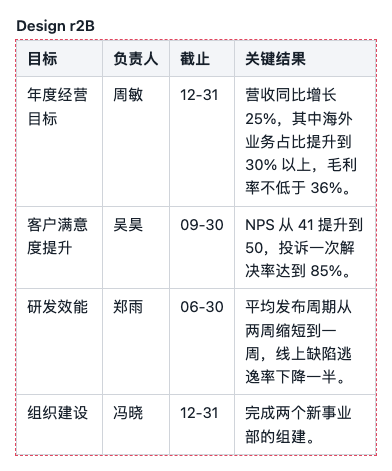 Design r2B
目标 负责人 截止 关键结果
年度经营 周敏 12-31 营收同比增长
目标 25%，其中海外
业务占比提升到
30% 以上，毛利
率不低于 36%。
客户满意 吴昊 09-30 NPS 从 41 提升到
度提升 50，投诉一次解
决率达到 85%。
研发效能 郑雨 06-30 平均发布周期从
两周缩短到一
周，线上缺陷逃
逸率下降一半。
组织建设 冯晓 12-31 完成两个新事业
部的组建。